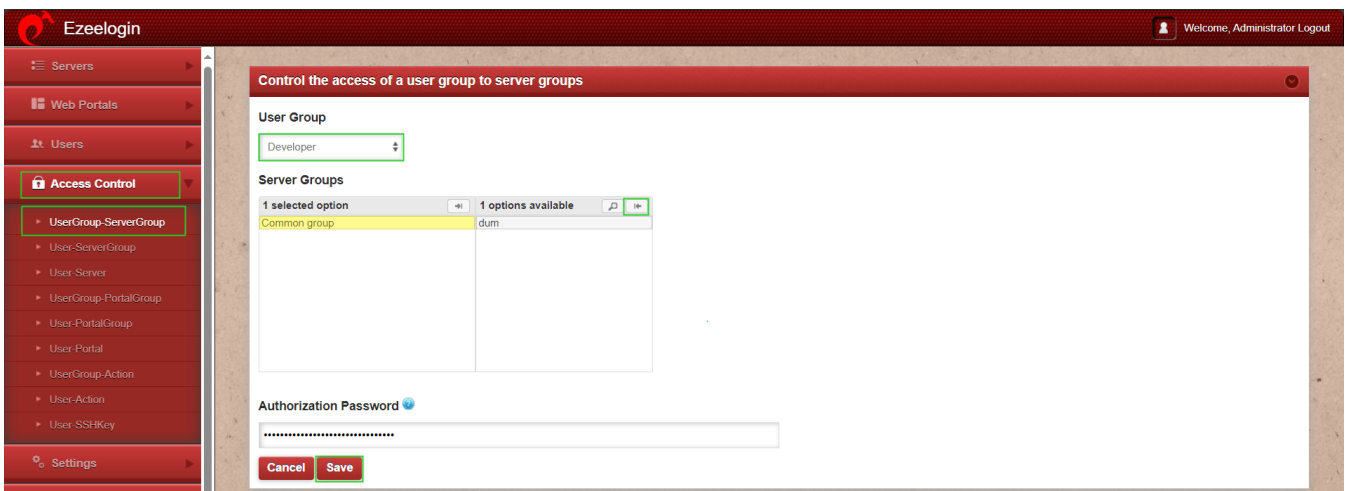 Ezeelogin
Welcome, Administrator Logout
Servers
Web Portals
Users
Access Control
UserGroup-ServerGroup
User-ServerGroup
User-Server
UserGroup-PortalGroup
User-PortalGroup
User-Portal
UserGroup-Action
User-Action
User-SSHKey
Settings
Control the access of a user group to server groups
User Group
Developer
Server Groups
1 selected option
1 options available
Common group
dum
Authorization Password
••••••••••••••••••••••••••••••••
Cancel Save